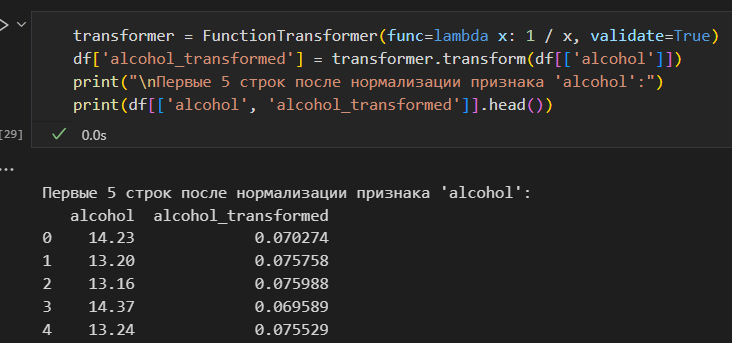 transformer = FunctionTransformer(func=lambda x: 1 / x, validate=True)
df['alcohol_transformed'] = transformer.transform(df[['alcohol']])
print("\nПервые 5 строк после нормализации признака 'alcohol':")
print(df[['alcohol', 'alcohol_transformed']].head())
[29] 0.0s
...
Первые 5 строк после нормализации признака 'alcohol':
alcohol alcohol_transformed
0 14.23 0.070274
1 13.20 0.075758
2 13.16 0.075988
3 14.37 0.069589
4 13.24 0.075529